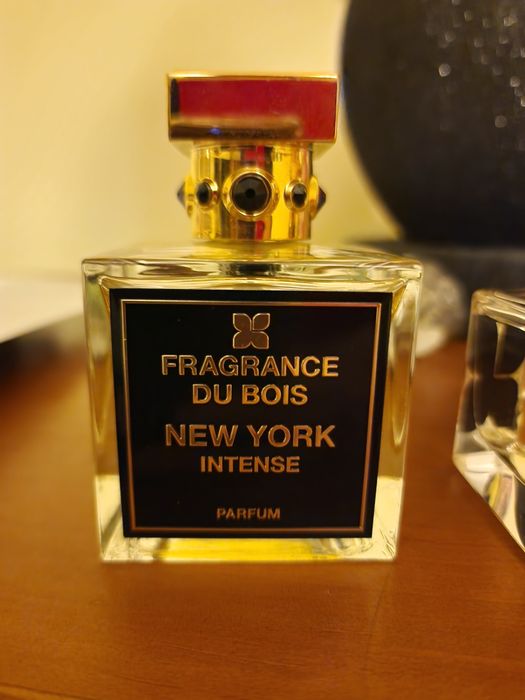 FRAGRANCE
DU BOIS
NEW YORK
INTENSE
PARFUM